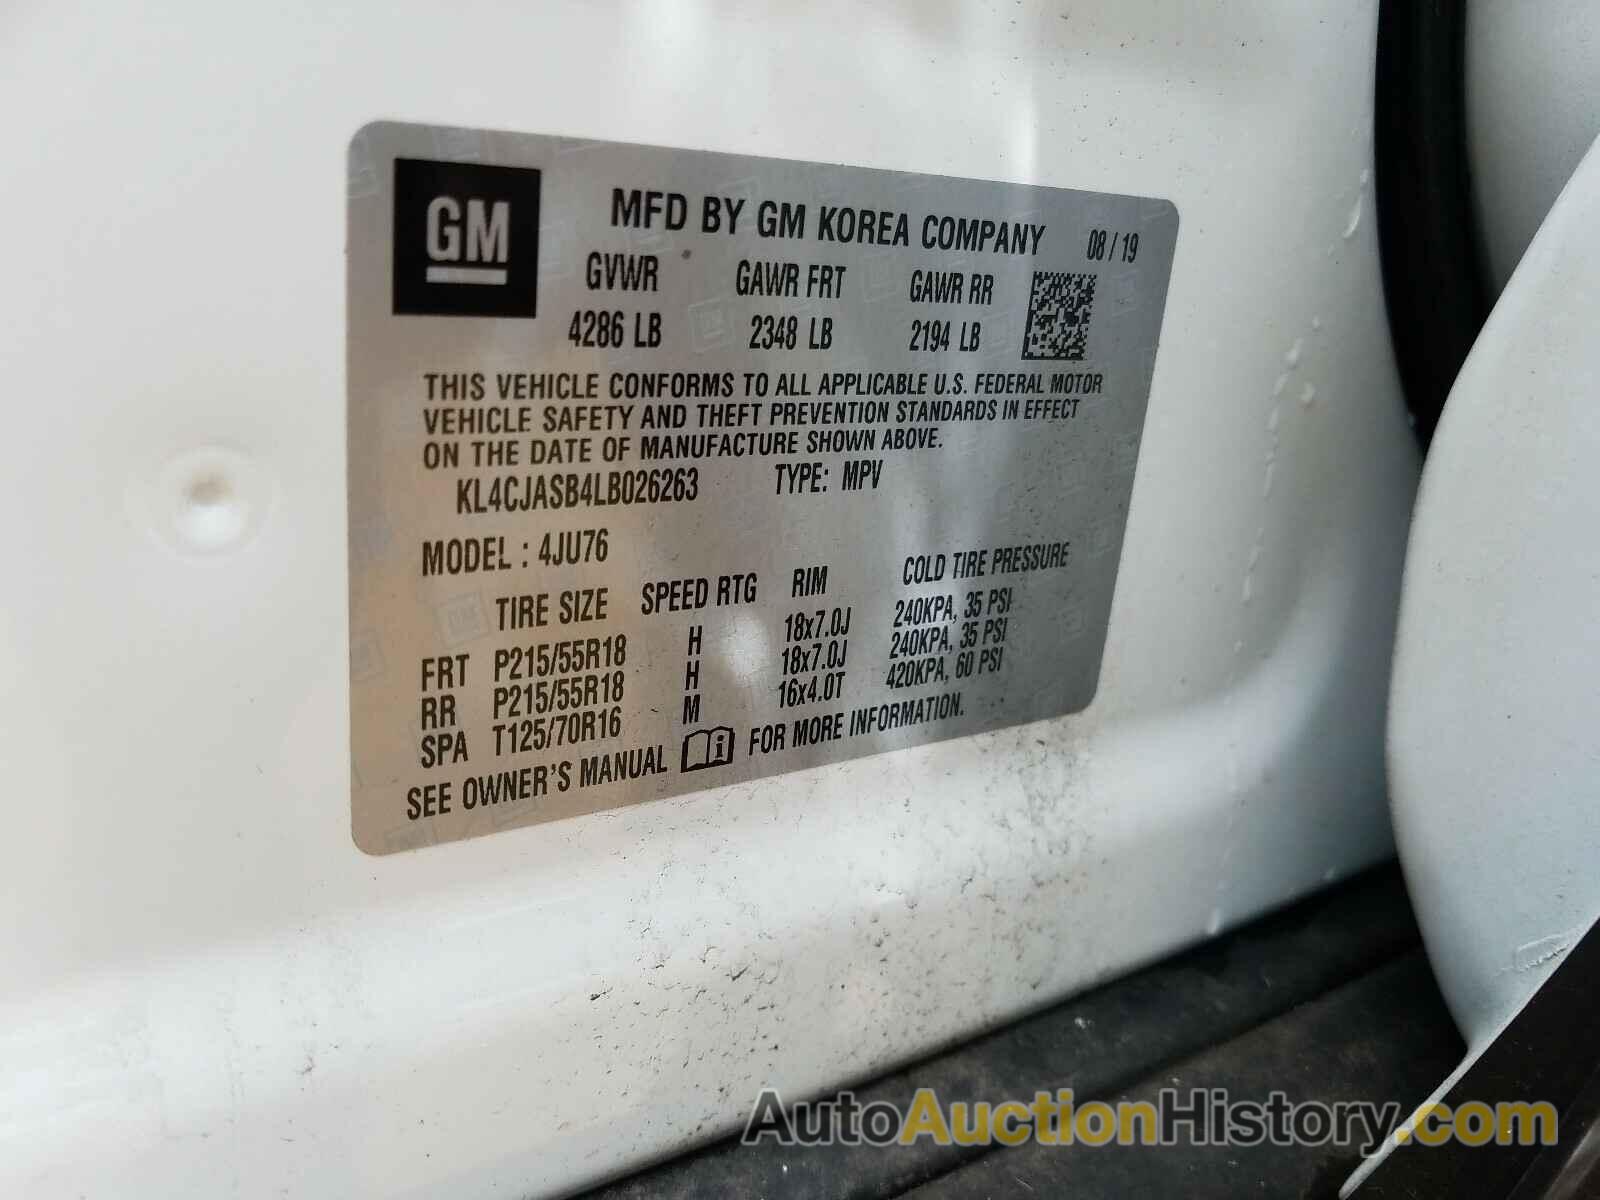 GM
MFD BY GM KOREA COMPANY 08 / 19
GVWR GAWR FRT GAWR RR
4286 LB 2348 LB 2194 LB
THIS VEHICLE CONFORMS TO ALL APPLICABLE U.S. FEDERAL MOTOR
VEHICLE SAFETY AND THEFT PREVENTION STANDARDS IN EFFECT
ON THE DATE OF MANUFACTURE SHOWN ABOVE.
KL4CJASB4LB026263 TYPE: MPV
MODEL : 4JU76
TIRE SIZE SPEED RTG RIM COLD TIRE PRESSURE
FRT P215/55R18 H 18x7.0J 240KPA, 35 PSI
RR P215/55R18 H 18x7.0J 240KPA, 35 PSI
SPA T125/70R16 M 16x4.0T 420KPA, 60 PSI
SEE OWNER'S MANUAL i FOR MORE INFORMATION.
AutoAuctionHistory.com